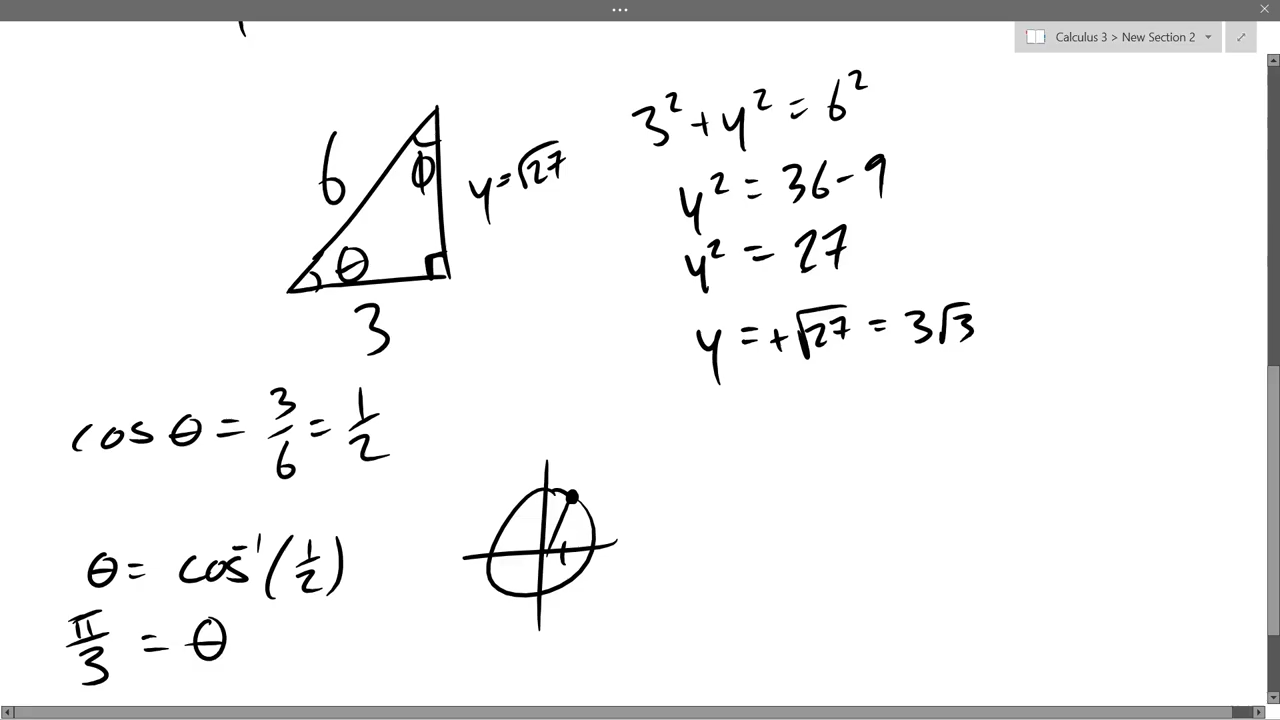 Calculus 3 > New Section 2
3² + y² = 6²
y² = 36 - 9
y² = 27
y = +√27 = 3√3
6
ϕ
y = √27
θ
3
cos θ = 3/6 = 1/2
θ = cos⁻¹(1/2)
π/3 = θ